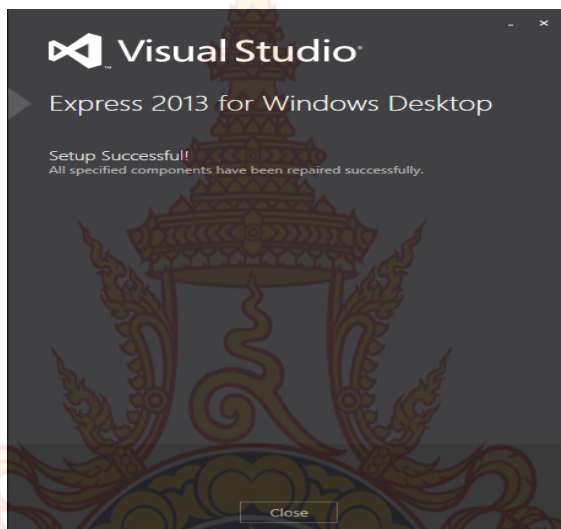 Visual Studio
Express 2013 for Windows Desktop
Setup Successful!
All specified components have been repaired successfully.
Close